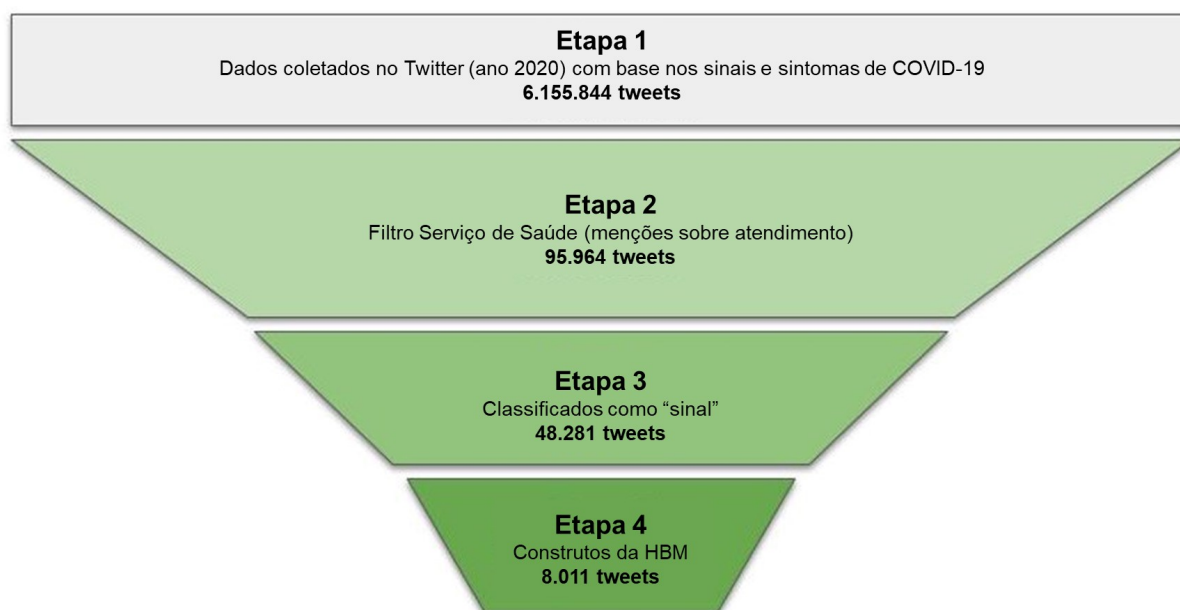 Etapa 1
Dados coletados no Twitter (ano 2020) com base nos sinais e sintomas de COVID-19
6.155.844 tweets
Etapa 2
Filtro Serviço de Saúde (menções sobre atendimento)
95.964 tweets
Etapa 3
Classificados como “sinal”
48.281 tweets
Etapa 4
Construtos da HBM
8.011 tweets